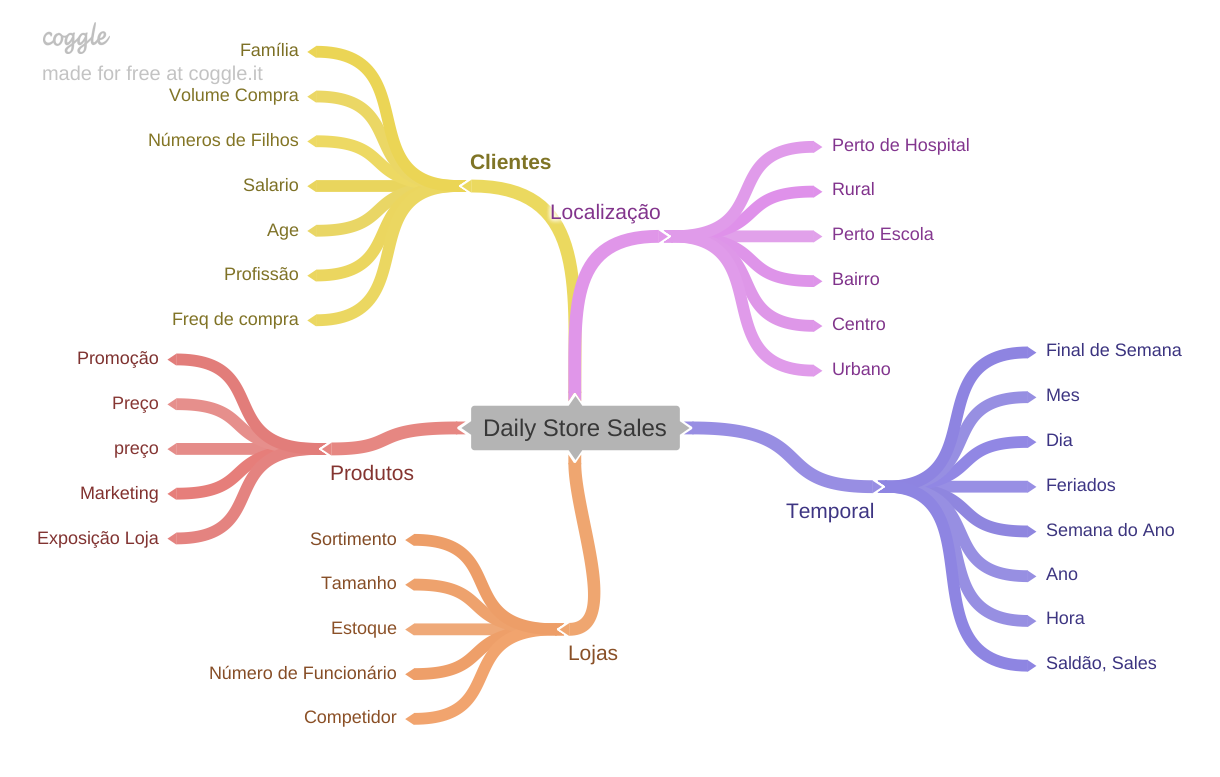 coggle
made for free at coggle.it
Família
Volume Compra
Números de Filhos
Salario
Age
Profissão
Freq de compra
Clientes
Localização
Perto de Hospital
Rural
Perto Escola
Bairro
Centro
Urbano
Promoção
Preço
preço
Marketing
Exposição Loja
Produtos
Daily Store Sales
Temporal
Final de Semana
Mes
Dia
Feriados
Semana do Ano
Ano
Hora
Saldão, Sales
Sortimento
Tamanho
Estoque
Número de Funcionário
Competidor
Lojas